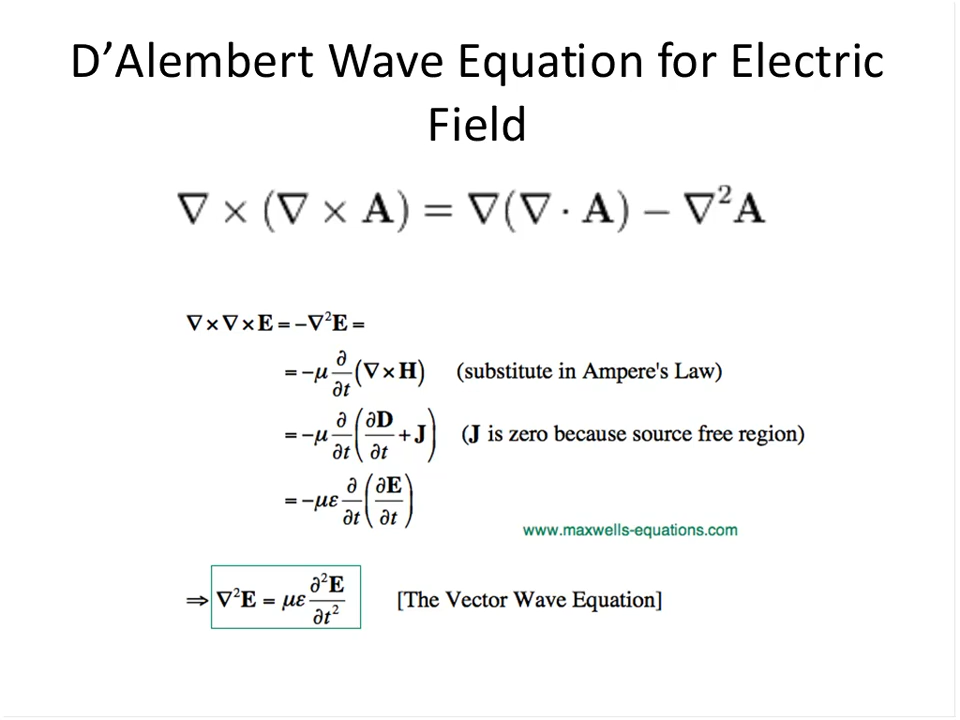 D’Alembert Wave Equation for Electric
Field
∇ × (∇ × A) = ∇(∇ · A) − ∇²A
∇×∇×E = −∇²E =
= −μ ∂/∂t (∇×H) (substitute in Ampere's Law)
= −μ ∂/∂t (∂D/∂t + J) (J is zero because source free region)
= −με ∂/∂t (∂E/∂t)
www.maxwells-equations.com
⇒ ∇²E = με ∂²E/∂t² [The Vector Wave Equation]